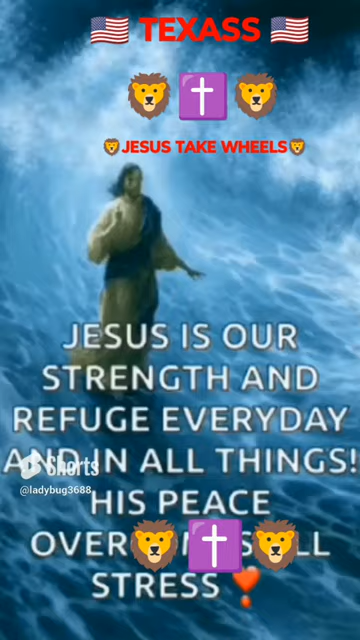 🇺🇸 TEXASS 🇺🇸
🦁✝️🦁
🦁JESUS TAKE WHEELS🦁
JESUS IS OUR
STRENGTH AND
REFUGE EVERYDAY
AND IN ALL THINGS!
Shorts
@ladybug3688
HIS PEACE
🦁✝️🦁
STRESS ❣️